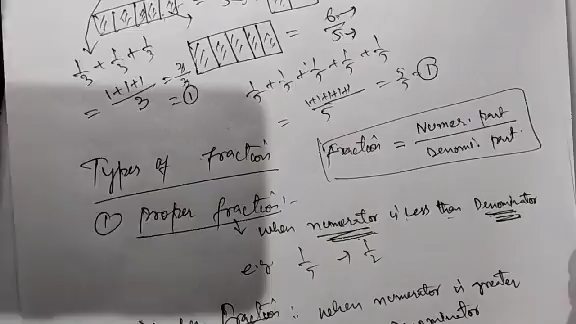 = 6/5
1/3 + 1/3 + 1/3
= 1+1+1/3 = 3/3 = 1
1/5 + 1/5 + 1/5 + 1/5 + 1/5
= 1+1+1+1+1/5 = 5/5 = 1
Fraction = Numer. part / Denomi. part
Types of fraction
① proper fraction :-
when numerator is less than Denominator
e.g. 1/5 → 1/2
Fraction : when numerator is greater